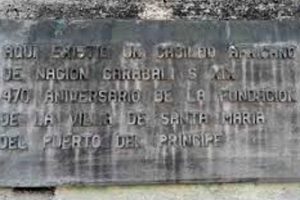 AQUI EXISTIÓ UN CABILDO AFRICANO
DE NACION CARABALI S XIX
470 ANIVERSARIO DE LA FUNDACION
DE LA VILLA DE SANTA MARIA
DEL PUERTO DEL PRINCIPE